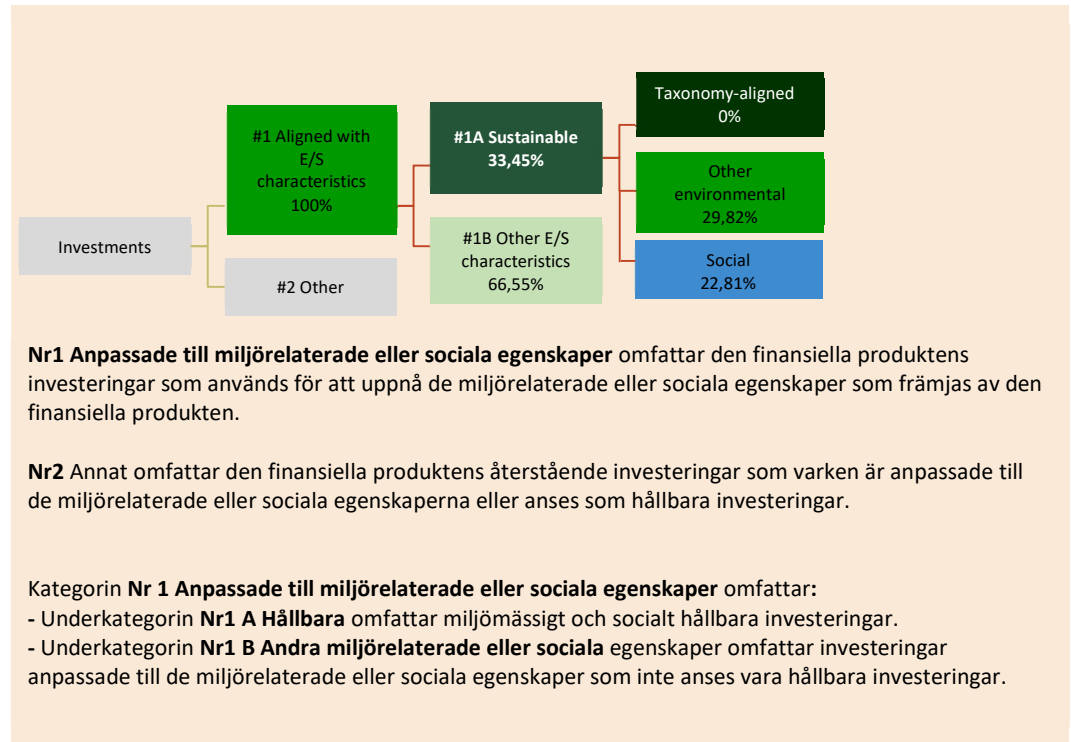 Investments
#1 Aligned with
E/S
characteristics
100%
#2 Other
#1A Sustainable
33,45%
#1B Other E/S
characteristics
66,55%
Taxonomy-aligned
0%
Other
environmental
29,82%
Social
22,81%
Nr1 Anpassade till miljörelaterade eller sociala egenskaper omfattar den finansiella produktens
investeringar som används för att uppnå de miljörelaterade eller sociala egenskaper som främjas av den
finansiella produkten.
Nr2 Annat omfattar den finansiella produktens återstående investeringar som varken är anpassade till
de miljörelaterade eller sociala egenskaperna eller anses som hållbara investeringar.
Kategorin Nr 1 Anpassade till miljörelaterade eller sociala egenskaper omfattar:
- Underkategorin Nr1 A Hållbara omfattar miljömässigt och socialt hållbara investeringar.
- Underkategorin Nr1 B Andra miljörelaterade eller sociala egenskaper omfattar investeringar
anpassade till de miljörelaterade eller sociala egenskaper som inte anses vara hållbara investeringar.